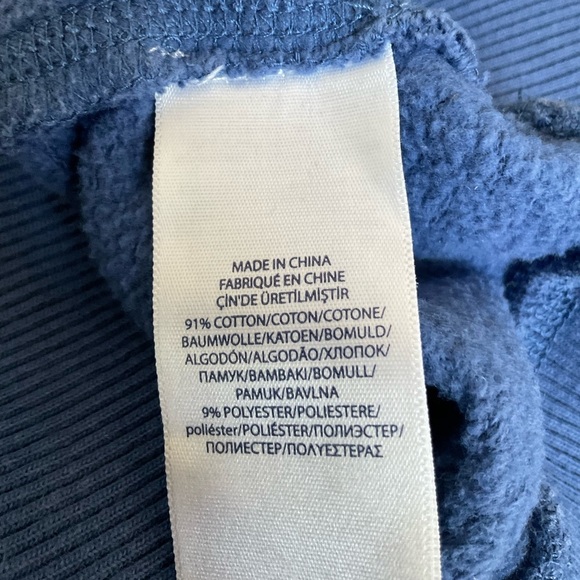 MADE IN CHINA
FABRIQUÉ EN CHINE
ÇİN'DE ÜRETİLMİŞTİR
91% COTTON/COTON/COTONE/
BAUMWOLLE/KATOEN/BOMULD/
ALGODÓN/ALGODÃO/ХЛОПОК/
ПАМУК/ΒΑΜΒΑΚΙ/BOMULL/
PAMUK/BAVLNA
9% POLYESTER/POLIESTERE/
poliéster/POLIÉSTER/ПОЛИЭСТЕР/
ПОЛИЕСТЕР/ΠΟΛΥΕΣΤΕΡΑΣ